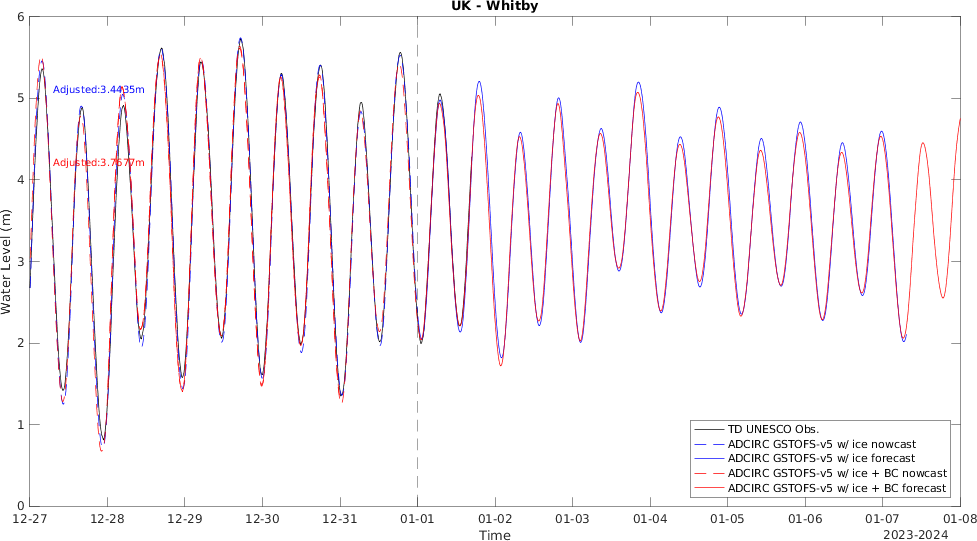 UK - Whitby
6
5
4
3
2
1
0
Water Level (m)
Adjusted:3.4435m
Adjusted:3.7677m
TD UNESCO Obs.
ADCIRC GSTOFS-v5 w/ ice nowcast
ADCIRC GSTOFS-v5 w/ ice forecast
ADCIRC GSTOFS-v5 w/ ice + BC nowcast
ADCIRC GSTOFS-v5 w/ ice + BC forecast
12-27 12-28 12-29 12-30 12-31 01-01 01-02 01-03 01-04 01-05 01-06 01-07 01-08
Time
2023-2024